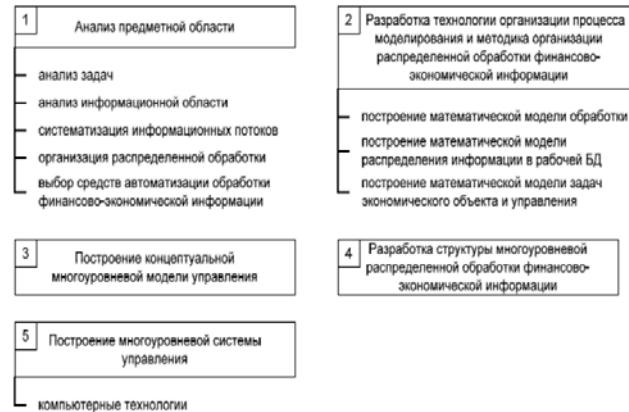 1
Анализ предметной области
анализ задач
анализ информационной области
систематизация информационных потоков
организация распределенной обработки
выбор средств автоматизации обработки
финансово-экономической информации
2
Разработка технологии организации процесса
моделирования и методика организации
распределенной обработки финансово-
экономической информации
построение математической модели обработки
построение математической модели
распределения информации в рабочей БД
построение математической модели задач
экономического объекта и управления
3
Построение концептуальной
многоуровневой модели управления
4
Разработка структуры многоуровневой
распределенной обработки финансово-
экономической информации
5
Построение многоуровневой системы
управления
компьютерные технологии